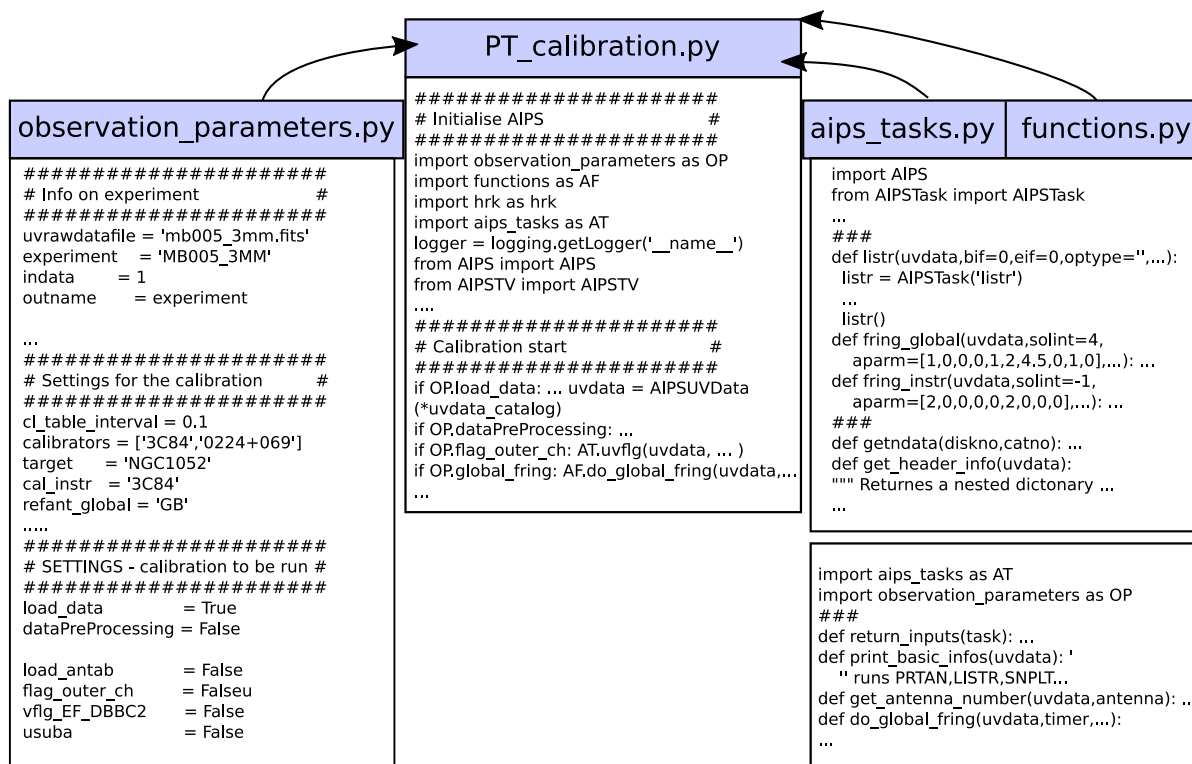 PT_calibration.py
observation_parameters.py
aips_tasks.py
functions.py
#######################
# Info on experiment #
#######################
uvrawdatafile = 'mb005_3mm.fits'
experiment = 'MB005_3MM'
indata = 1
outname = experiment
...
#######################
# Settings for the calibration #
#######################
cl_table_interval = 0.1
calibrators = ['3C84','0224+069']
target = 'NGC1052'
cal_instr = '3C84'
refant_global = 'GB'
.....
#######################
# SETTINGS - calibration to be run #
#######################
load_data = True
dataPreProcessing = False
load_antab = False
flag_outer_ch = Falseu
vflg_EF_DBBC2 = False
usuba = False
#######################
# Initialise AIPS #
#######################
import observation_parameters as OP
import functions as AF
import hrk as hrk
import aips_tasks as AT
logger = logging.getLogger('__name__')
from AIPS import AIPS
from AIPSTV import AIPSTV
....
#######################
# Calibration start #
#######################
if OP.load_data: ... uvdata = AIPSUVData
(*uvdata_catalog)
if OP.dataPreProcessing: ...
if OP.flag_outer_ch: AT.uvflg(uvdata, ... )
if OP.global_fring: AF.do_global_fring(uvdata,...
...
import AIPS
from AIPSTask import AIPSTask
...
###
def listr(uvdata,bif=0,eif=0,optype='',...):
listr = AIPSTask('listr')
...
listr()
def fring_global(uvdata,solint=4,
aparm=[1,0,0,0,1,2,4.5,0,1,0],...): ...
def fring_instr(uvdata,solint=-1,
aparm=[2,0,0,0,0,2,0,0,0],...): ...
###
def getndata(diskno,catno): ...
def get_header_info(uvdata):
""" Returnes a nested dictonary ...
...
import aips_tasks as AT
import observation_parameters as OP
###
def return_inputs(task): ...
def print_basic_infos(uvdata): '
'' runs PRTAN,LISTR,SNPLT...
def get_antenna_number(uvdata,antenna): ..
def do_global_fring(uvdata,timer,...):
...